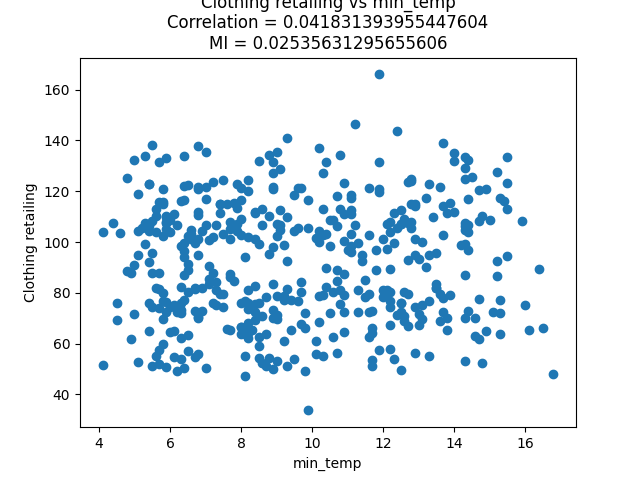 Clothing retailing vs min_temp
Correlation = 0.041831393955447604
MI = 0.02535631295655606
160
140
120
100
80
60
40
Clothing retailing
4 6 8 10 12 14 16
min_temp